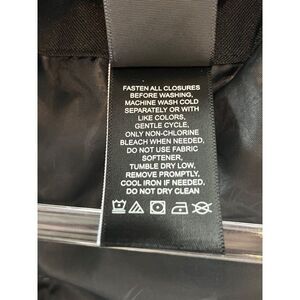 FASTEN ALL CLOSURES
BEFORE WASHING,
MACHINE WASH COLD
SEPARATELY OR WITH
LIKE COLORS,
GENTLE CYCLE,
ONLY NON-CHLORINE
BLEACH WHEN NEEDED,
DO NOT USE FABRIC
SOFTENER,
TUMBLE DRY LOW,
REMOVE PROMPTLY,
COOL IRON IF NEEDED,
DO NOT DRY CLEAN